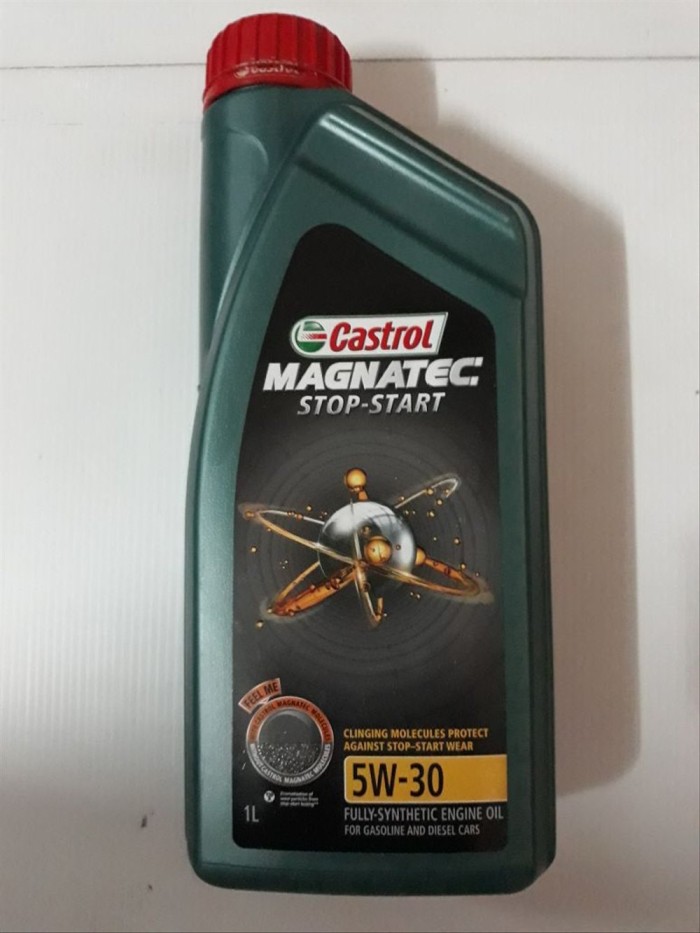 Castrol
Castrol
MAGNATEC
STOP-START
FEEL ME
CLINGING MOLECULES PROTECT
AGAINST STOP-START WEAR
5W-30
1L
FULLY-SYNTHETIC ENGINE OIL
FOR GASOLINE AND DIESEL CARS